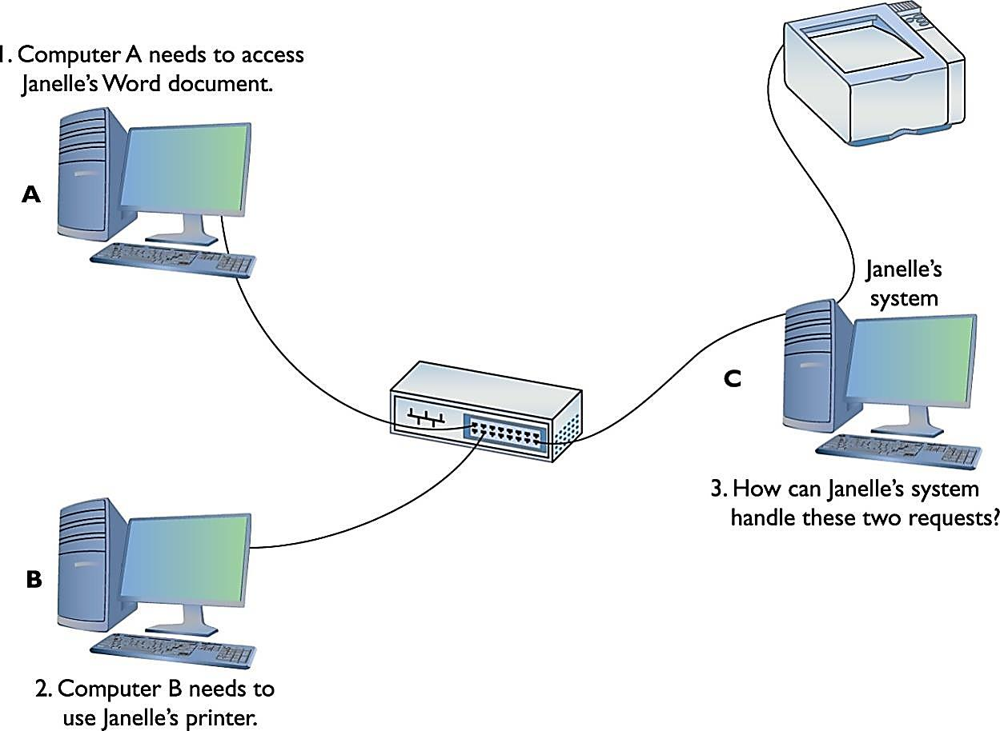 1. Computer A needs to access
Janelle's Word document.
A
Janelle's
system
C
3. How can Janelle's system
handle these two requests?
B
2. Computer B needs to
use Janelle's printer.